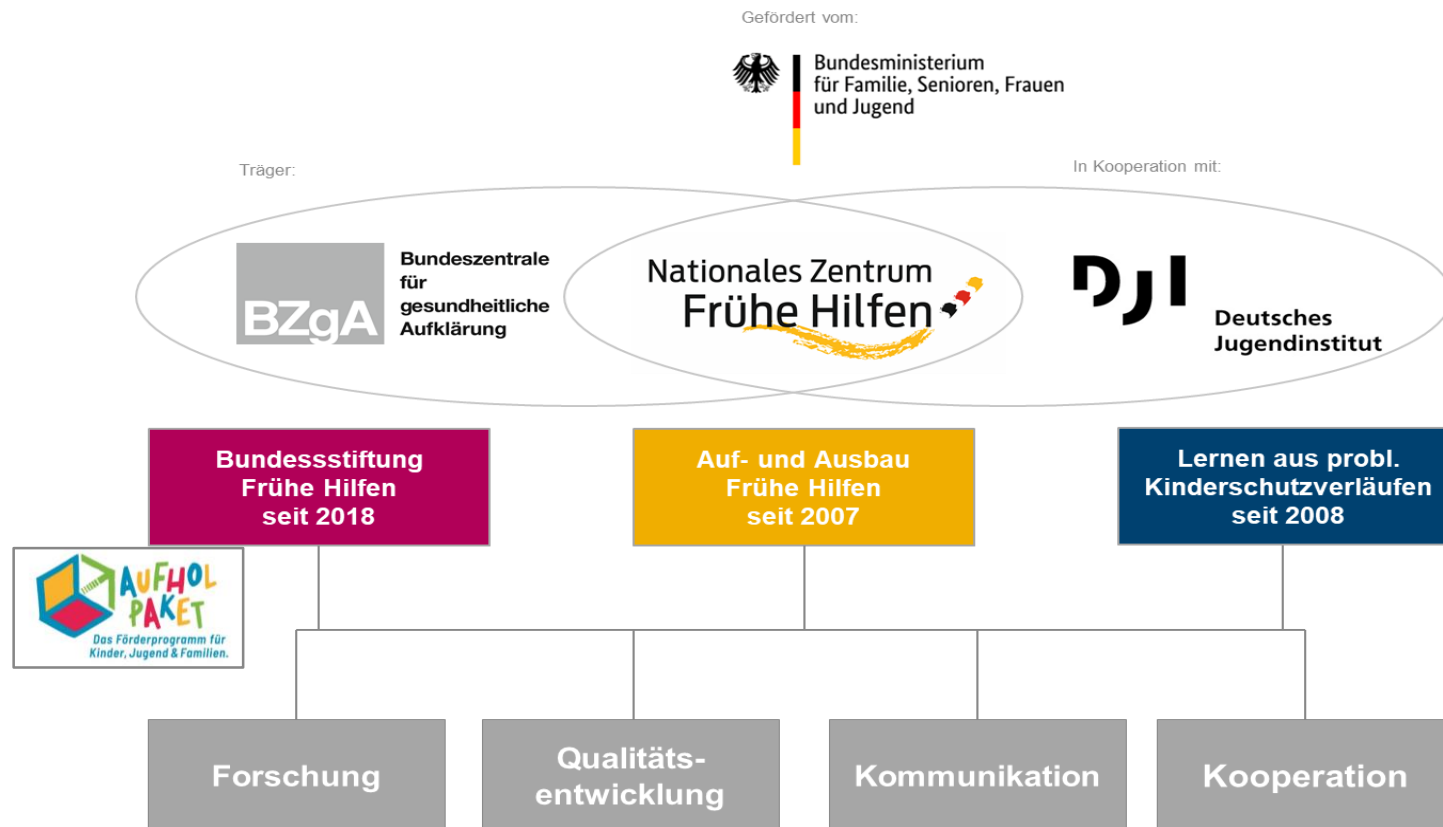 Gefördert vom:
Bundesministerium
für Familie, Senioren, Frauen
und Jugend
Träger:
In Kooperation mit:
BZgA
Bundeszentrale
für
gesundheitliche
Aufklärung
Nationales Zentrum
Frühe Hilfen
DJI
Deutsches
Jugendinstitut
Bundessstiftung
Frühe Hilfen
seit 2018
Auf- und Ausbau
Frühe Hilfen
seit 2007
Lernen aus probl.
Kinderschutzverläufen
seit 2008
AUFHOL
PAKET
Das Förderprogramm für
Kinder, Jugend & Familien.
Forschung
Qualitäts-
entwicklung
Kommunikation
Kooperation